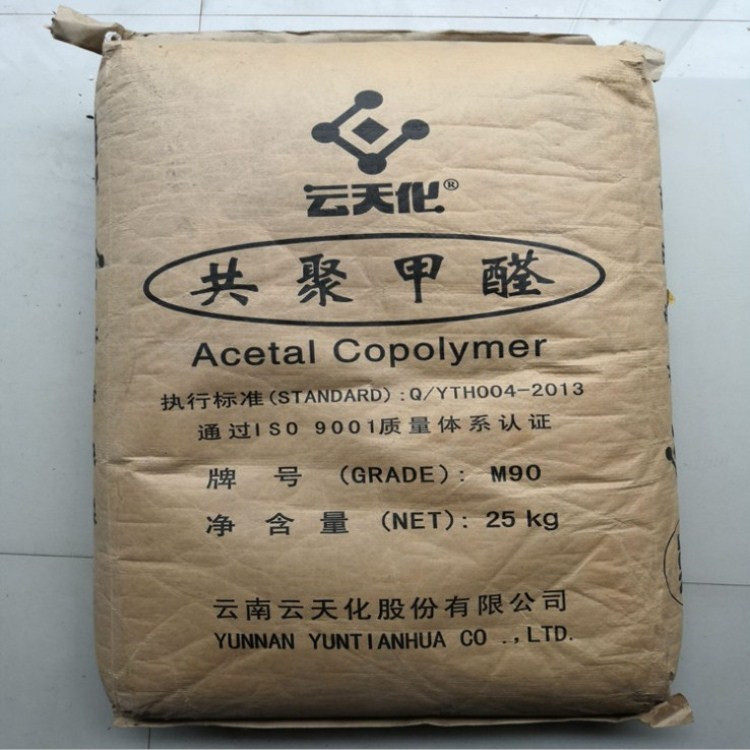 云天化®
共聚甲醛
Acetal Copolymer
执行标准(STANDARD):Q/YTH004-2013
通过ISO 9001质量体系认证
牌 号 (GRADE): M90
净 含 量 (NET): 25 kg
云南云天化股份有限公司
YUNNAN YUNTIANHUA CO .,LTD.